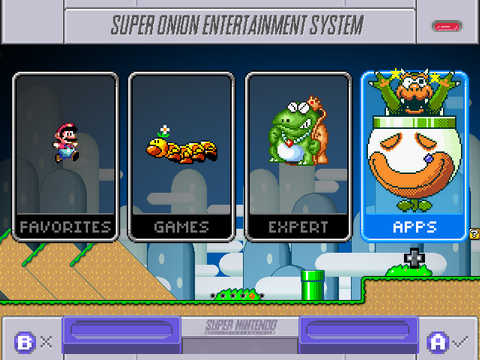 SUPER ONION ENTERTAINMENT SYSTEM
FAVORITES
GAMES
EXPERT
APPS
?
SUPER NINTENDO
B
A